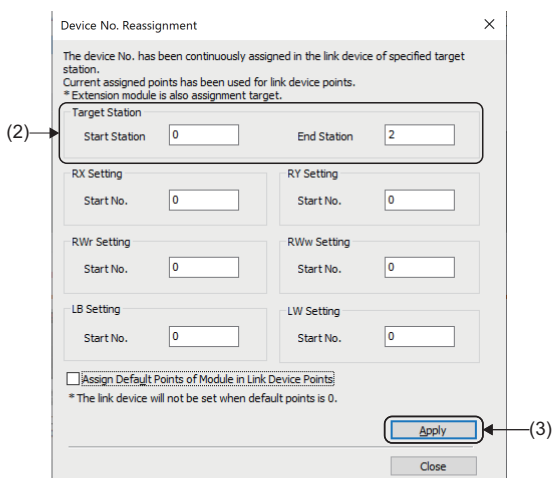 Device No. Reassignment
The device No. has been continuously assigned in the link device of specified target
station.
Current assigned points has been used for link device points.
* Extension module is also assignment target.
Target Station
(2)
Start Station 0 End Station 2
RX Setting RY Setting
Start No. 0 Start No. 0
RWr Setting RWw Setting
Start No. 0 Start No. 0
LB Setting LW Setting
Start No. 0 Start No. 0
Assign Default Points of Module in Link Device Points
* The link device will not be set when default points is 0.
Apply (3)
Close